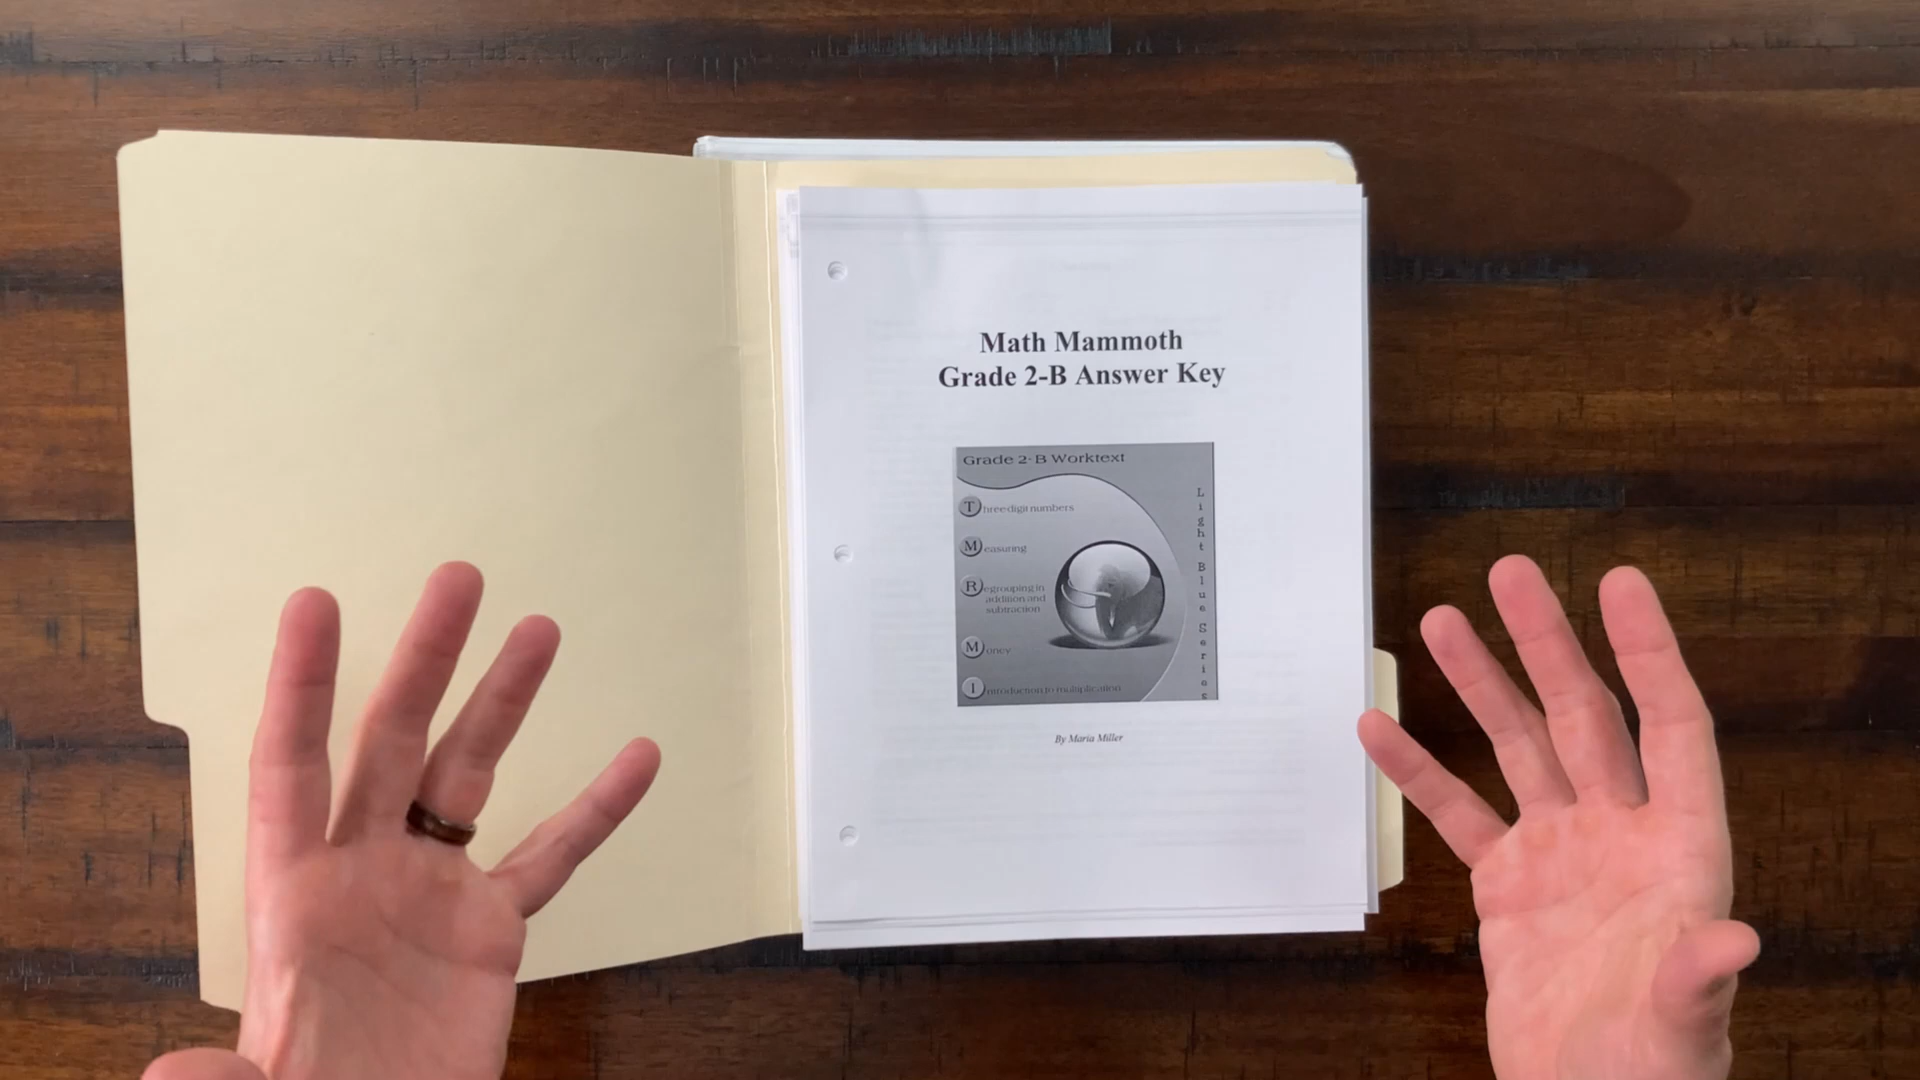 Math Mammoth
Grade 2-B Answer Key
Grade 2-B Worktext
Three digit numbers
Measuring
Regrouping in
addition and
subtraction
Money
Introduction to multiplication
Light Blue Series
By Maria Miller